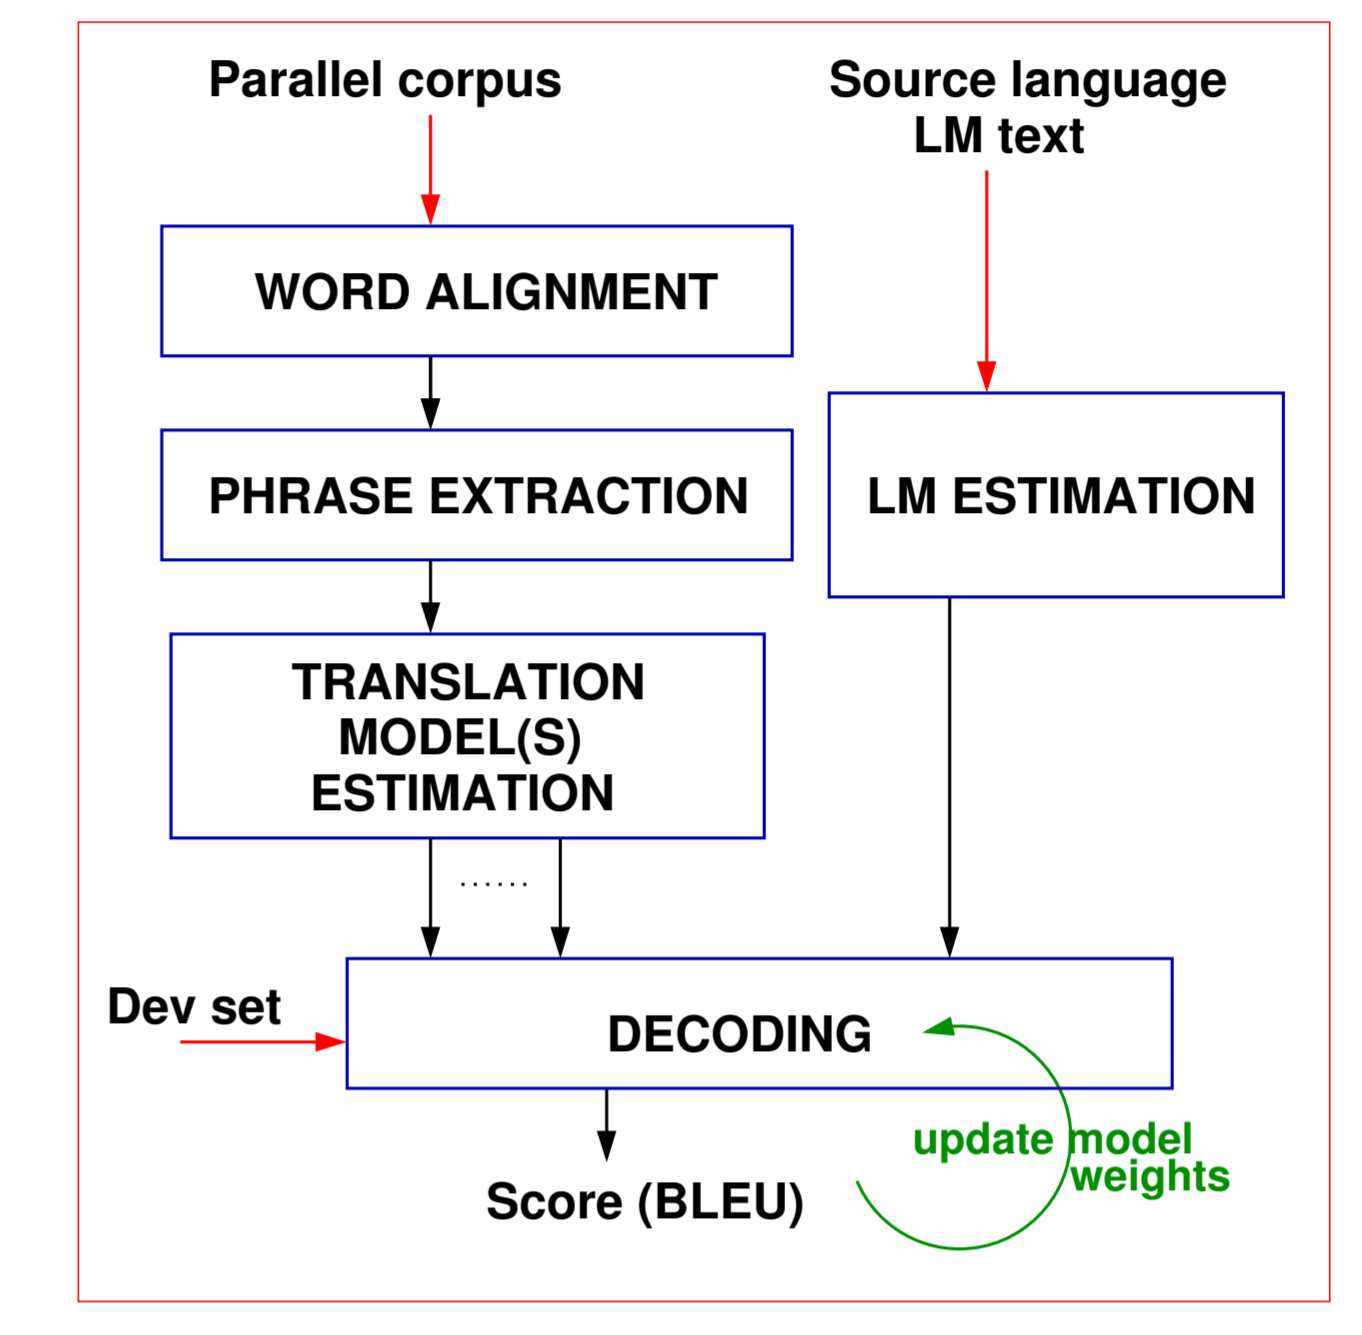 Parallel corpus
Source language
LM text
WORD ALIGNMENT
PHRASE EXTRACTION
LM ESTIMATION
TRANSLATION
MODEL(S)
ESTIMATION
......
Dev set
DECODING
update model
weights
Score (BLEU)